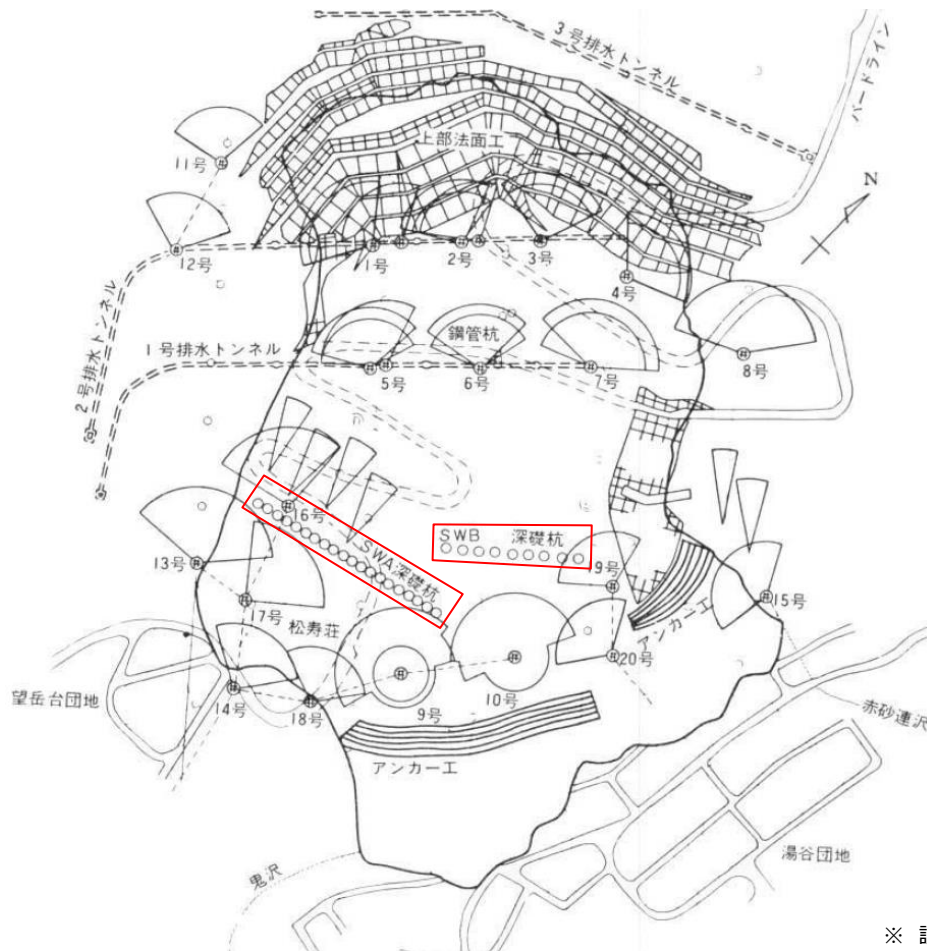 3号排水トンネル
バードライン
上部法面工
N
11号
12号
1号
2号
3号
4号
2号排水トンネル
1号排水トンネル
鋼管杭
5号
6号
7号
8号
16号
SWA深礎杭
SWB 深礎杭
13号
17号
19号
15号
松寿荘
アンカー工
20号
望岳台団地
14号
18号
9号
10号
赤砂連沢
アンカー工
湯谷団地
鬼沢
※